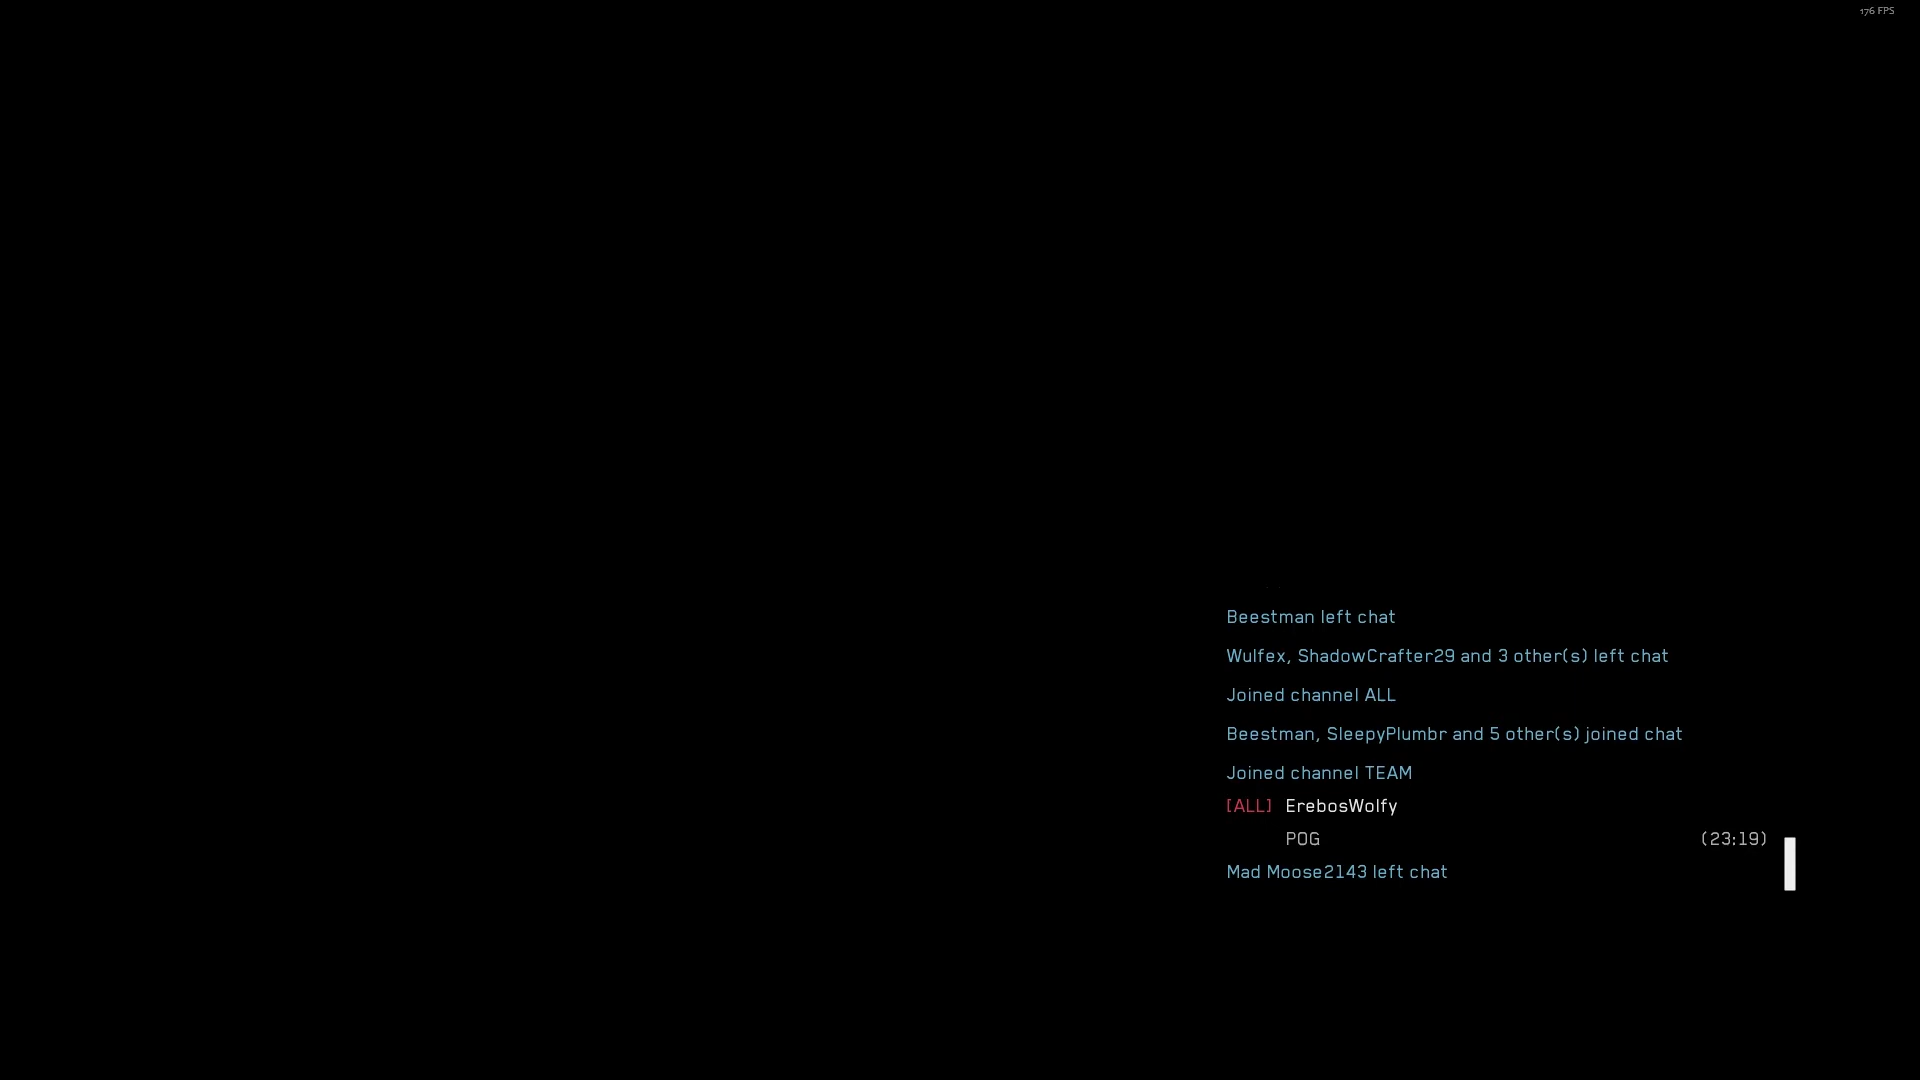 176 FPS
Beestman left chat
Wulfex, ShadowCrafter29 and 3 other(s) left chat
Joined channel ALL
Beestman, SleepyPlumbr and 5 other(s) joined chat
Joined channel TEAM
[ALL] ErebosWolfy
POG (23:19)
Mad Moose2143 left chat